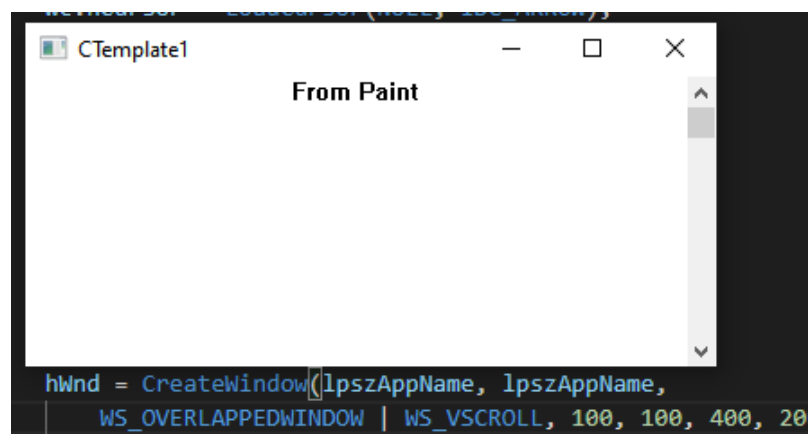 CTemplate1
From Paint
hWnd = CreateWindow(lpszAppName, lpszAppName,
WS_OVERLAPPEDWINDOW | WS_VSCROLL, 100, 100, 400, 20